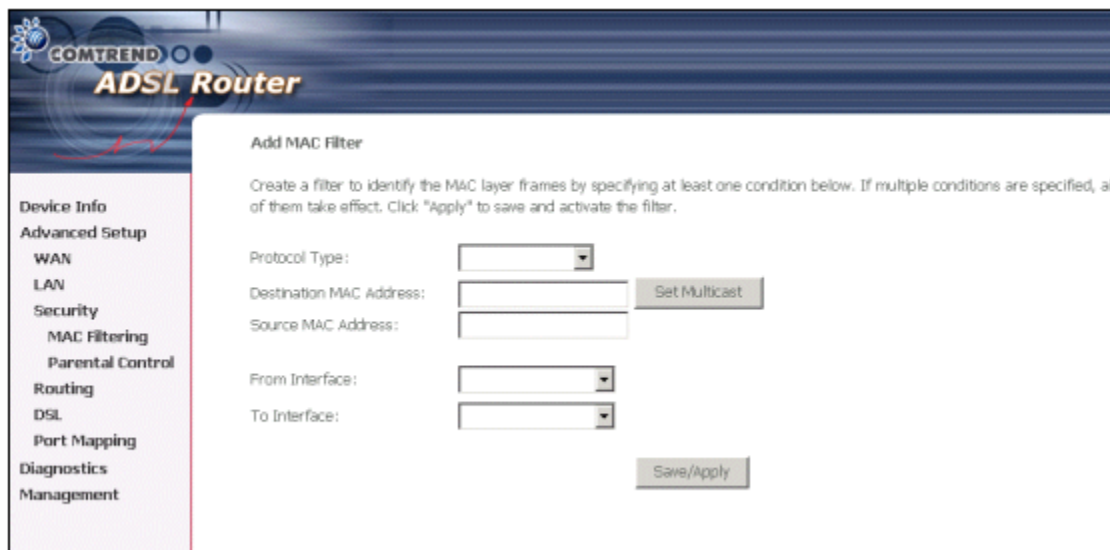 COMTREND
ADSL Router
Device Info
Advanced Setup
WAN
LAN
Security
MAC Filtering
Parental Control
Routing
DSL
Port Mapping
Diagnostics
Management
Add MAC Filter
Create a filter to identify the MAC layer frames by specifying at least one condition below. If multiple conditions are specified,
of them take effect. Click "Apply" to save and activate the filter.
Protocol Type:
Destination MAC Address:
Set Multicast
Source MAC Address:
From Interface:
To Interface:
Save/Apply